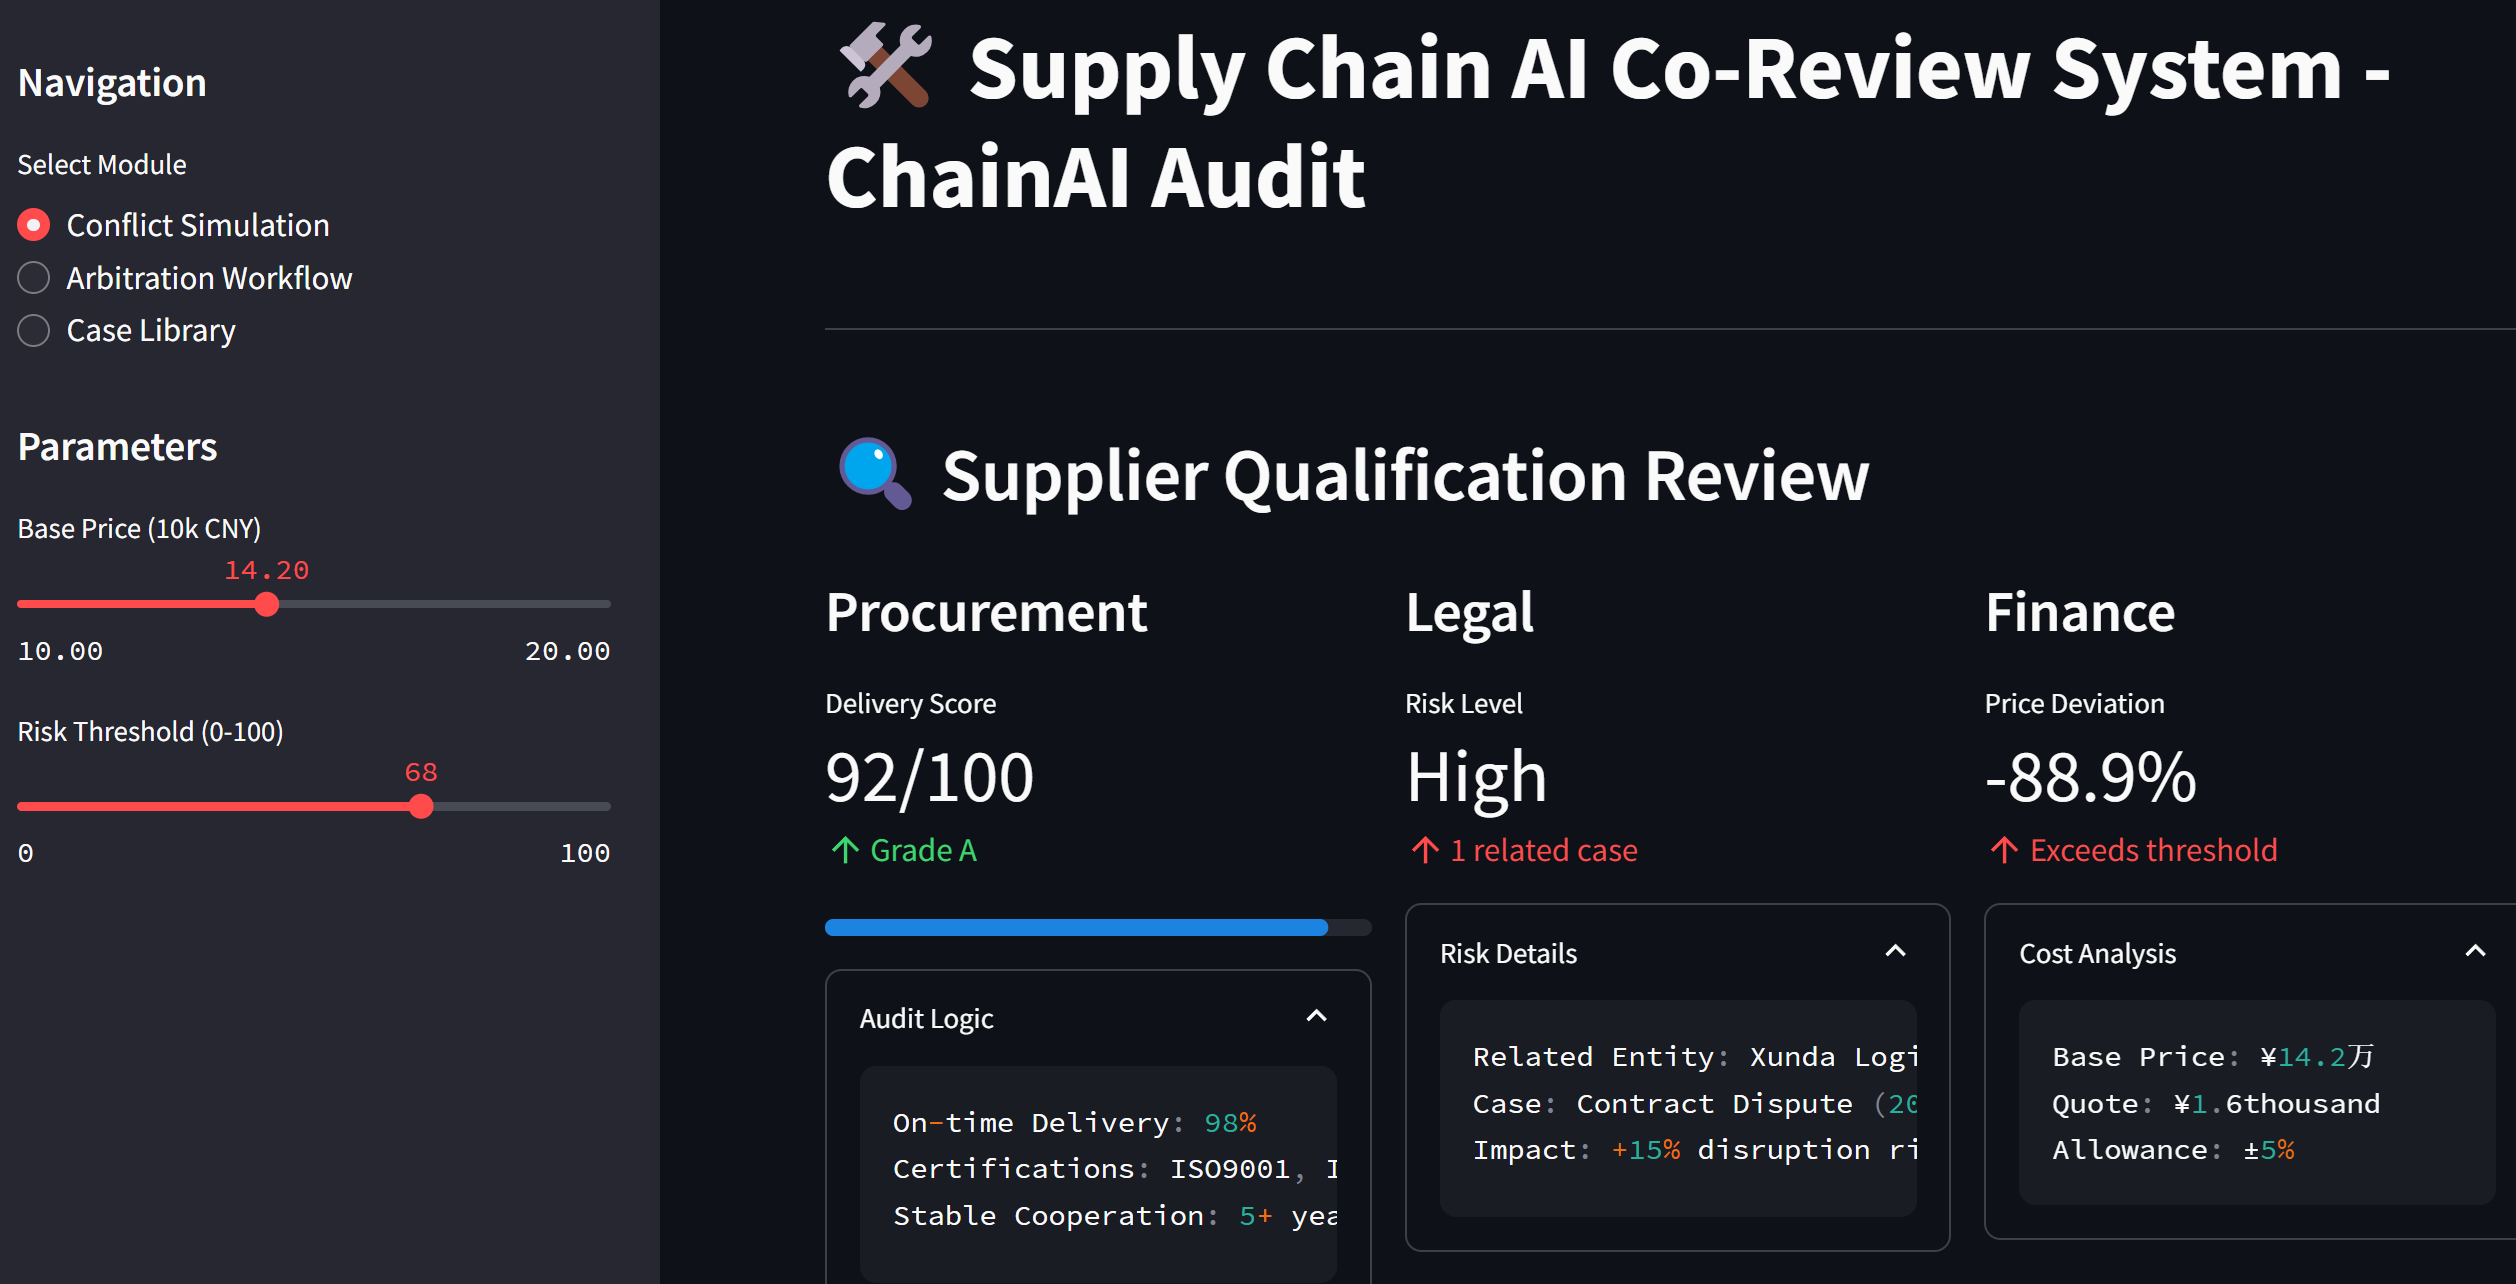 Navigation
Select Module
Conflict Simulation
Arbitration Workflow
Case Library
Parameters
Base Price (10k CNY)
14.20
10.00 20.00
Risk Threshold (0-100)
68
0 100
Supply Chain AI Co-Review System -
ChainAI Audit
Supplier Qualification Review
Procurement
Delivery Score
92/100
↑ Grade A
Audit Logic
On-time Delivery: 98%
Certifications: ISO9001,
Stable Cooperation: 5+
Legal
Risk Level
High
↑ 1 related case
Risk Details
Related Entity: Xunda
Case: Contract Dispute
Impact: +15% disruption
Finance
Price Deviation
-88.9%
↑ Exceeds threshold
Cost Analysis
Base Price: ¥14.2万
Quote: ¥1.6thousand
Allowance: ±5%